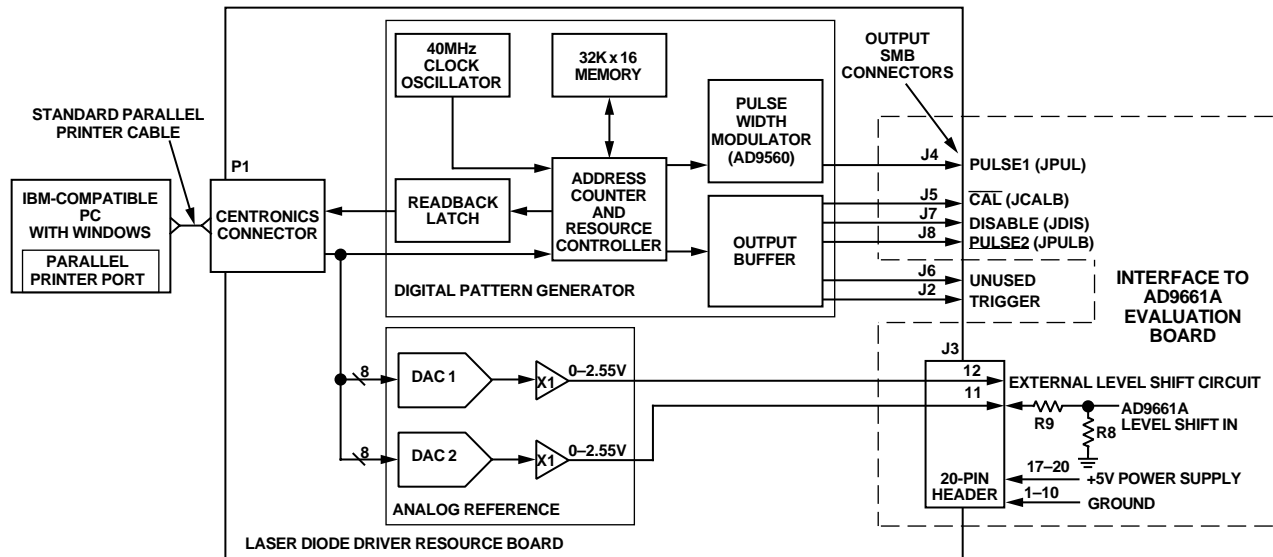 40MHz
CLOCK
OSCILLATOR
32K x 16
MEMORY
OUTPUT
SMB
CONNECTORS
STANDARD PARALLEL
PRINTER CABLE
PULSE
WIDTH
MODULATOR
(AD9560)
P1
J4
PULSE1 (JPUL)
IBM-COMPATIBLE
PC
WITH WINDOWS
PARALLEL
PRINTER PORT
CENTRONICS
CONNECTOR
READBACK
LATCH
ADDRESS
COUNTER
AND
RESOURCE
CONTROLLER
OUTPUT
BUFFER
J5
CAL (JCALB)
J7
DISABLE (JDIS)
J8
PULSE2 (JPULB)
J6
UNUSED
J2
TRIGGER
DIGITAL PATTERN GENERATOR
INTERFACE TO
AD9661A
EVALUATION
BOARD
J3
8
DAC 1
X1
0–2.55V
12
EXTERNAL LEVEL SHIFT CIRCUIT
11
R9
AD9661A
LEVEL SHIFT IN
R8
8
DAC 2
X1
0–2.55V
20-PIN
HEADER
17–20
+5V POWER SUPPLY
1–10
GROUND
ANALOG REFERENCE
LASER DIODE DRIVER RESOURCE BOARD